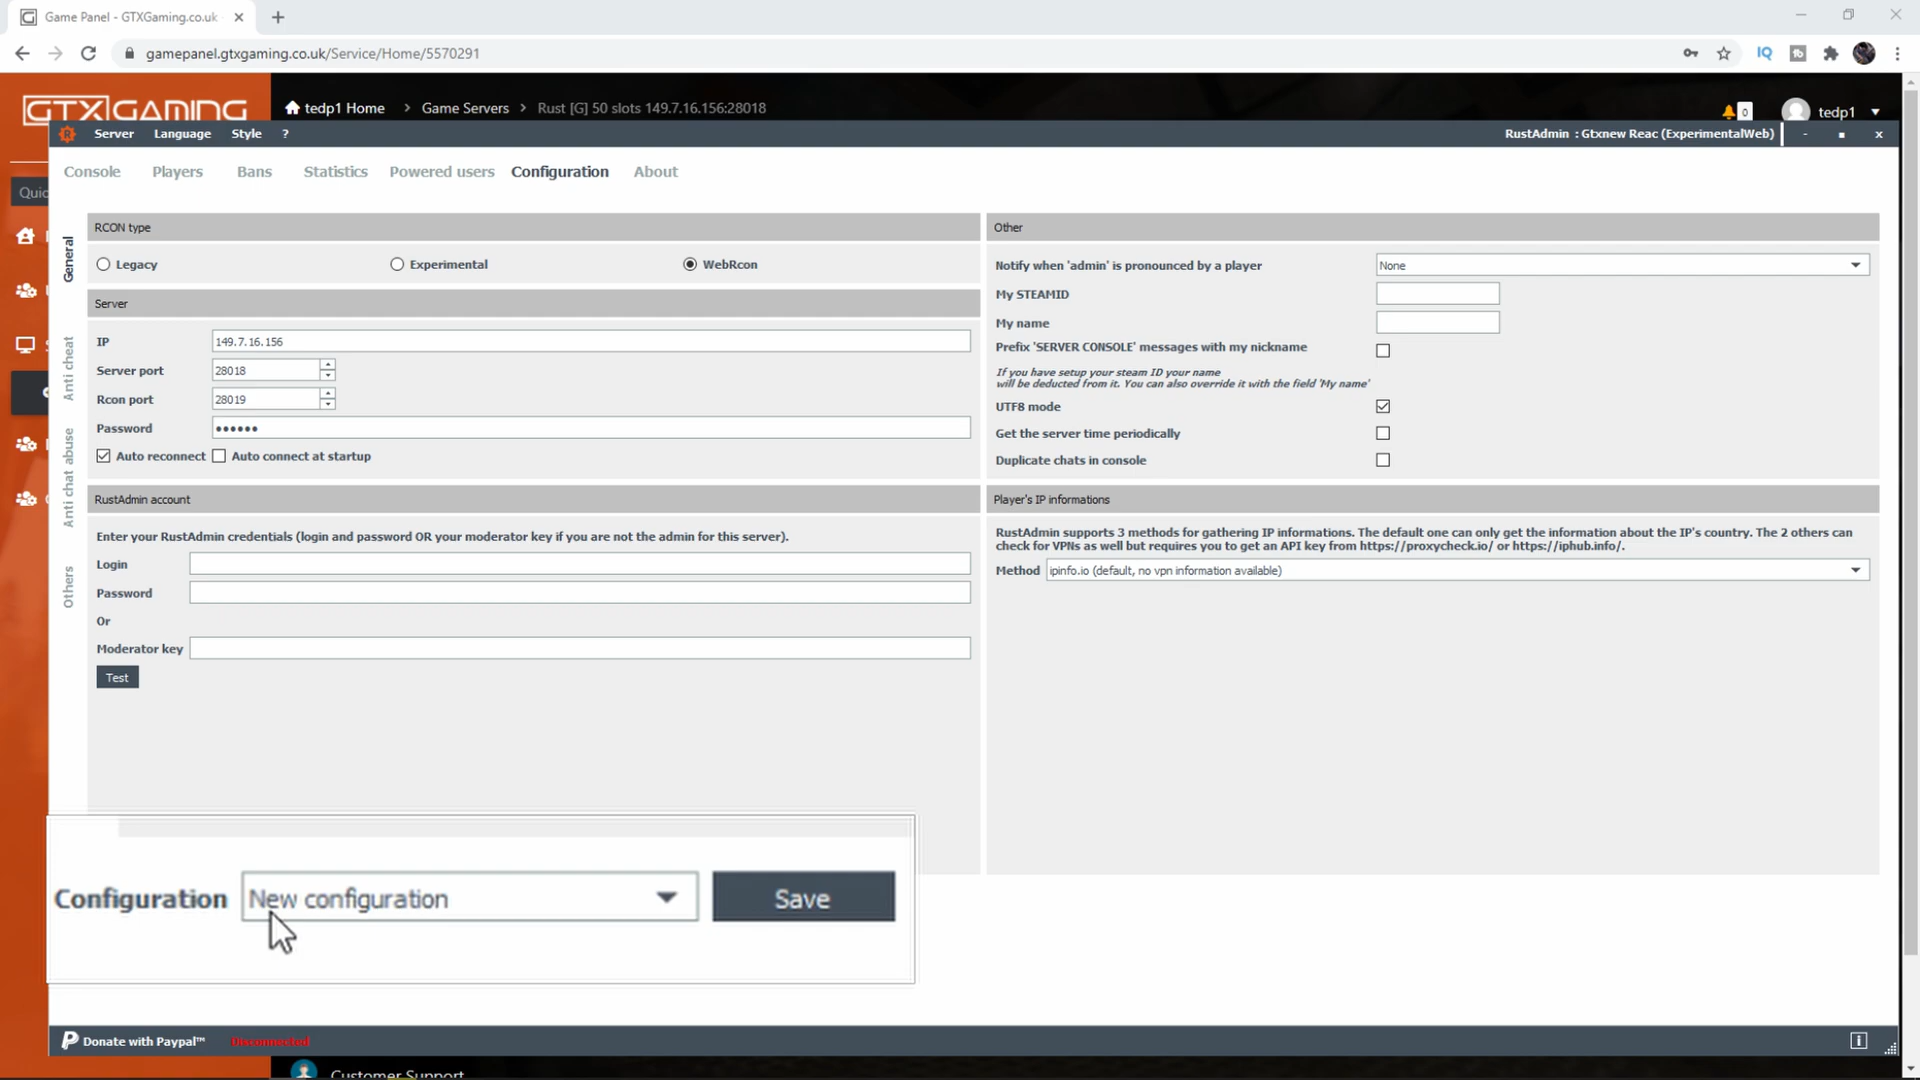 Game Panel - GTXGaming.co.uk
gamepanel.gtxgaming.co.uk/Service/Home/5570291
IQ
GTXGAMING
tedp1 Home > Game Servers > Rust [G] 50 slots 149.7.16.156:28018
0
tedp1
Server Language Style ?
RustAdmin : Gtxnew Reac (ExperimentalWeb)
Console Players Bans Statistics Powered users Configuration About
Quic
General
Anti cheat
Anti chat abuse
Others
RCON type
Legacy Experimental WebRcon
Server
IP 149.7.16.156
Server port 28018
Rcon port 28019
Password ••••••
Auto reconnect Auto connect at startup
RustAdmin account
Enter your RustAdmin credentials (login and password OR your moderator key if you are not the admin for this server).
Login
Password
Or
Moderator key
Test
Other
Notify when 'admin' is pronounced by a player None
My STEAMID
My name
Prefix 'SERVER CONSOLE' messages with my nickname
If you have setup your steam ID your name
will be deducted from it. You can also override it with the field 'My name'
UTF8 mode
Get the server time periodically
Duplicate chats in console
Player's IP informations
RustAdmin supports 3 methods for gathering IP informations. The default one can only get the information about the IP's country. The 2 others can
check for VPNs as well but requires you to get an API key from https://proxycheck.io/ or https://iphub.info/.
Method ipinfo.io (default, no vpn information available)
Configuration New configuration Save
Donate with Paypal™ Disconnected
Customer Support